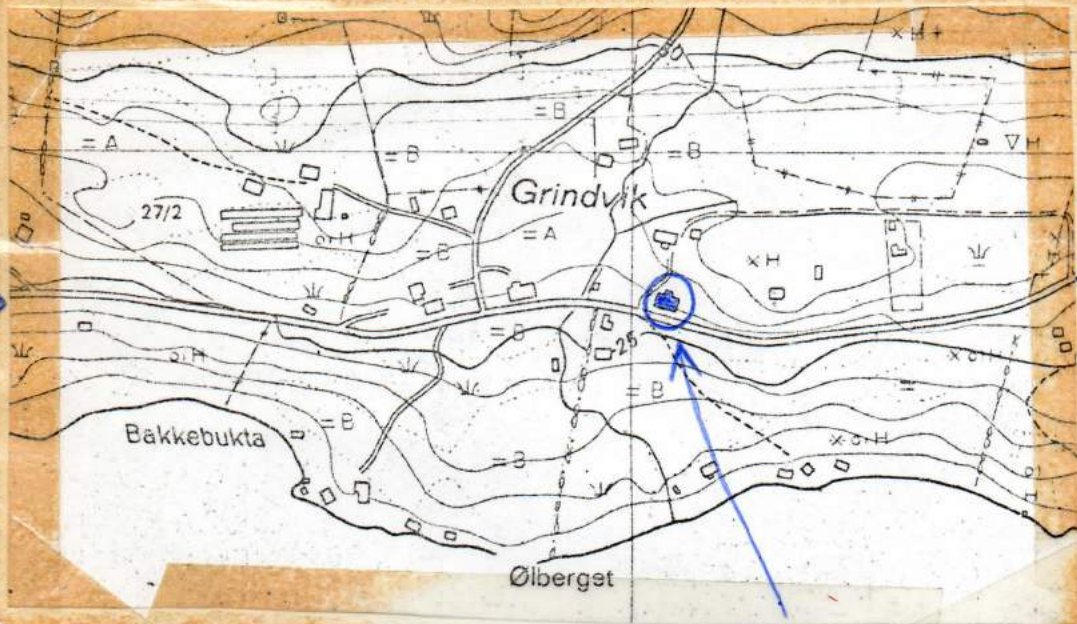 × H +
= B
= A
▽ H
= B
= B
Grindvik
27/2
o.H
= A
= B
× H
= B
25
o.H
× o.H
= B
Bakkebukta
= B
× o.H
= B
Ølberget